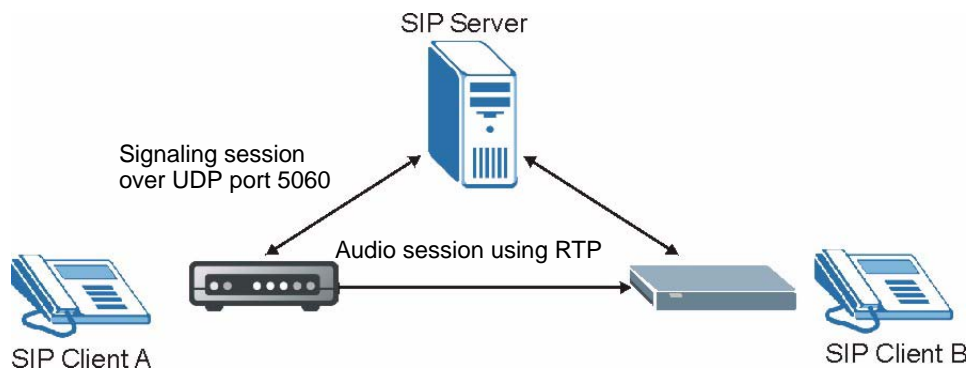 SIP Server
Signaling session
over UDP port 5060
Audio session using RTP
SIP Client A
SIP Client B